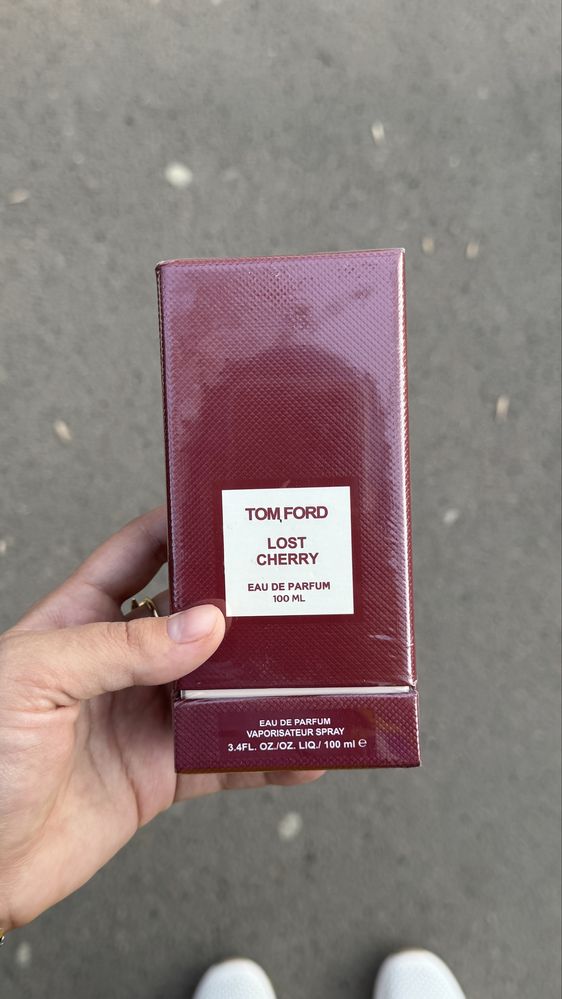 TOM FORD
LOST
CHERRY
EAU DE PARFUM
100 ML
EAU DE PARFUM
VAPORISATEUR SPRAY
3.4FL. OZ./OZ. LIQ./ 100 ml ℮